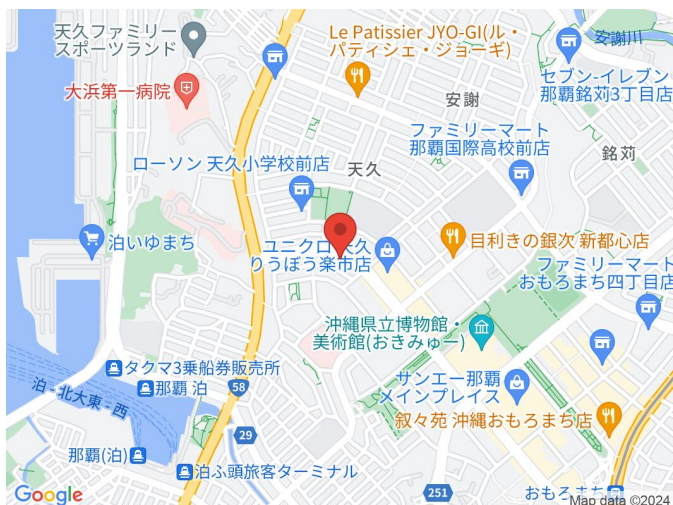 天久ファミリー
スポーツランド
Le Patissier JYO-GI(ル・
パティシェ・ジョーギ)
安謝川
セブン-イレブン
那覇銘苅3丁目店
大浜第一病院
安謝
ファミリーマート
那覇国際高校前店
銘苅
ローソン 天久小学校前店
天久
泊いゆまち
ユニクロ天久
りうぼう楽市店
目利きの銀次 新都心店
ファミリーマート
おもろまち四丁目店
沖縄県立博物館・
美術館(おきみゅー)
タクマ3乗船券販売所
那覇 泊
58
サンエー那覇
メインプレイス
泊 - 北大東 - 西
叙々苑 沖縄おもろまち店
29
那覇(泊)
泊ふ頭旅客ターミナル
251
おもろまち
Google
Map data ©2024